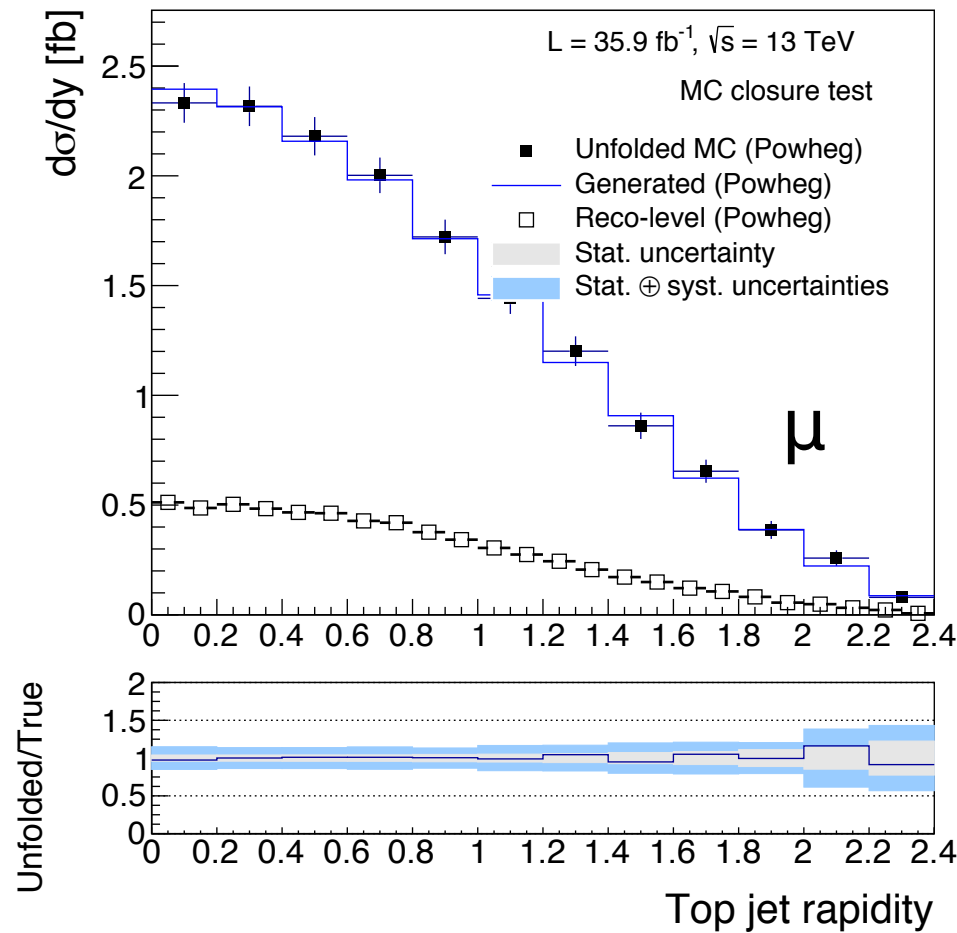 dσ/dy [fb]
L = 35.9 fb⁻¹, √s = 13 TeV
MC closure test
Unfolded MC (Powheg)
Generated (Powheg)
Reco-level (Powheg)
Stat. uncertainty
Stat. ⊕ syst. uncertainties
μ
2.5
2
1.5
1
0.5
0
0 0.2 0.4 0.6 0.8 1 1.2 1.4 1.6 1.8 2 2.2 2.4
Unfolded/True
2
1.5
1
0.5
0
0 0.2 0.4 0.6 0.8 1 1.2 1.4 1.6 1.8 2 2.2 2.4
Top jet rapidity